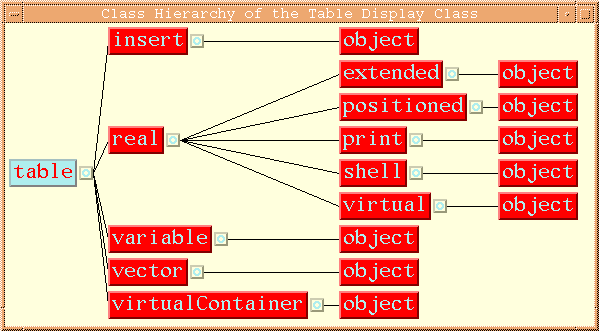 Class Hierarchy of the Table Display Class
insert object
extended object
positioned object
real print object
shell object
table
virtual object
variable object
vector object
virtualContainer object